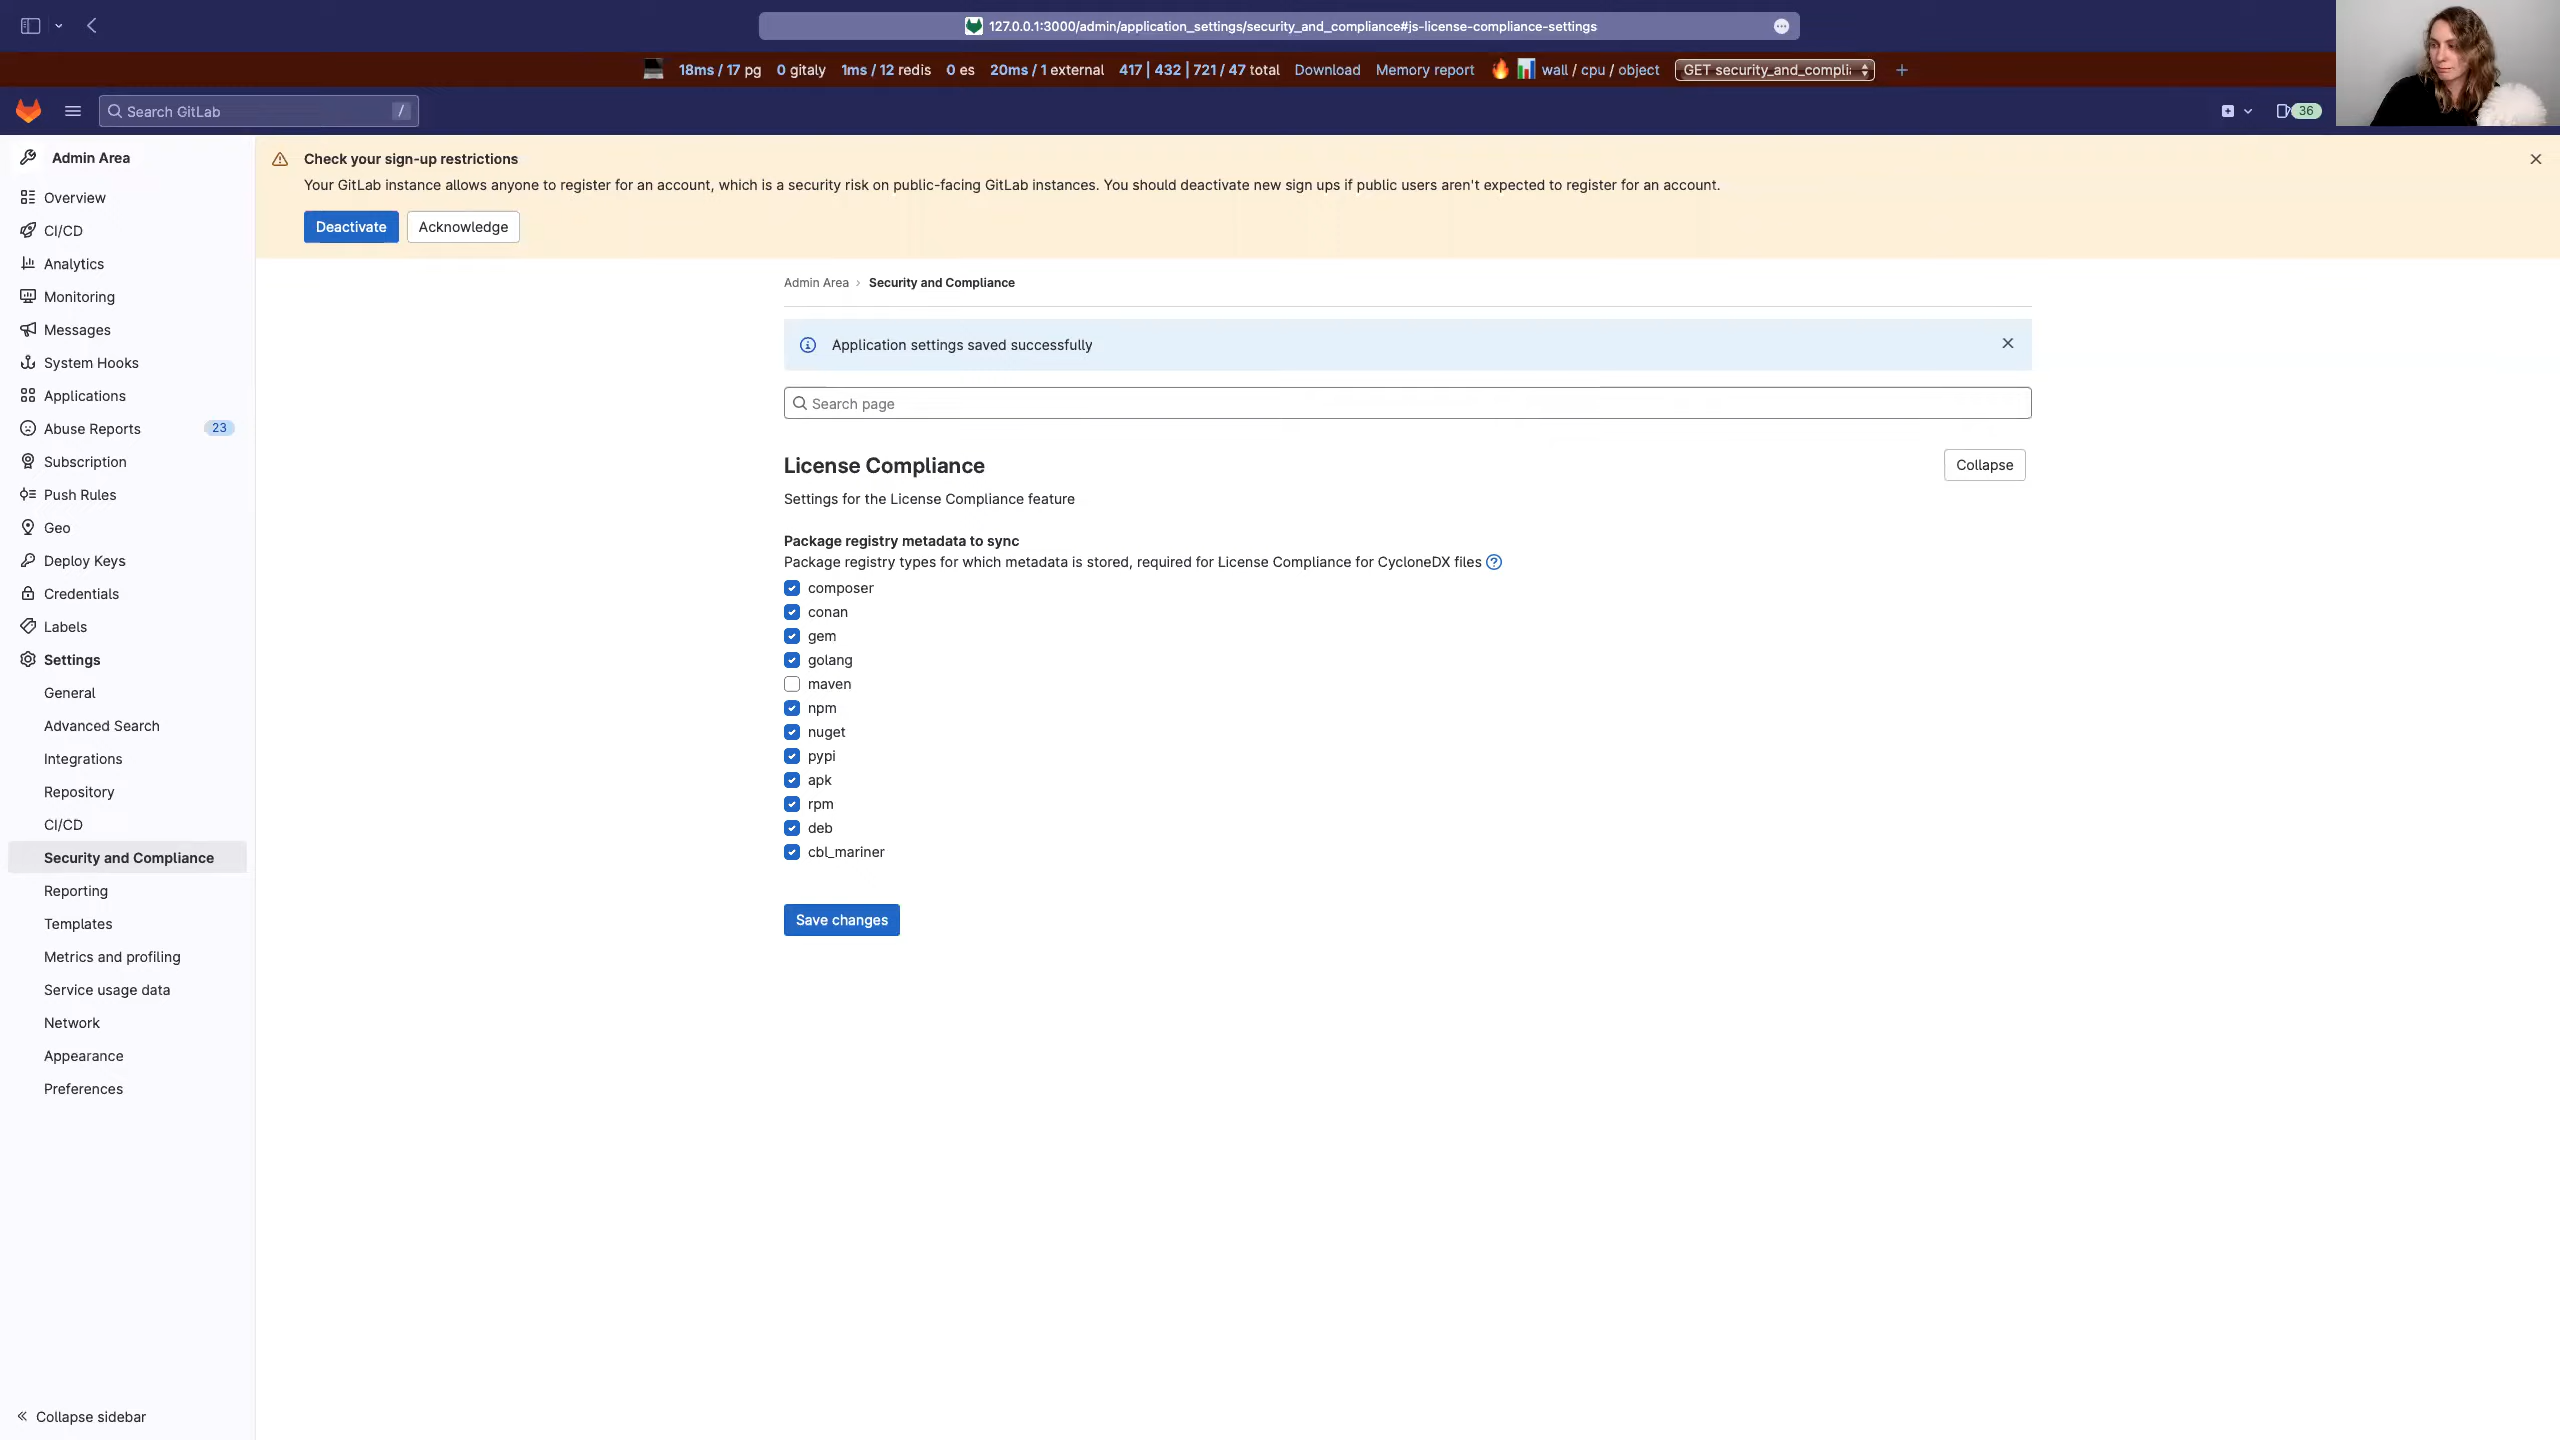 127.0.0.1:3000/admin/application_settings/security_and_compliance#js-license-compliance-settings
18ms / 17 pg 0 gitaly 1ms / 12 redis 0 es 20ms / 1 external 417 | 432 | 721 / 47 total Download Memory report wall / cpu / object GET security_and_compli
Search GitLab /
36
Admin Area
Overview
CI/CD
Analytics
Monitoring
Messages
System Hooks
Applications
Abuse Reports 23
Subscription
Push Rules
Geo
Deploy Keys
Credentials
Labels
Settings
General
Advanced Search
Integrations
Repository
CI/CD
Security and Compliance
Reporting
Templates
Metrics and profiling
Service usage data
Network
Appearance
Preferences
Collapse sidebar
Check your sign-up restrictions
Your GitLab instance allows anyone to register for an account, which is a security risk on public-facing GitLab instances. You should deactivate new sign ups if public users aren't expected to register for an account.
Deactivate Acknowledge
Admin Area › Security and Compliance
Application settings saved successfully
Search page
License Compliance
Collapse
Settings for the License Compliance feature
Package registry metadata to sync
Package registry types for which metadata is stored, required for License Compliance for CycloneDX files
composer
conan
gem
golang
maven
npm
nuget
pypi
apk
rpm
deb
cbl_mariner
Save changes